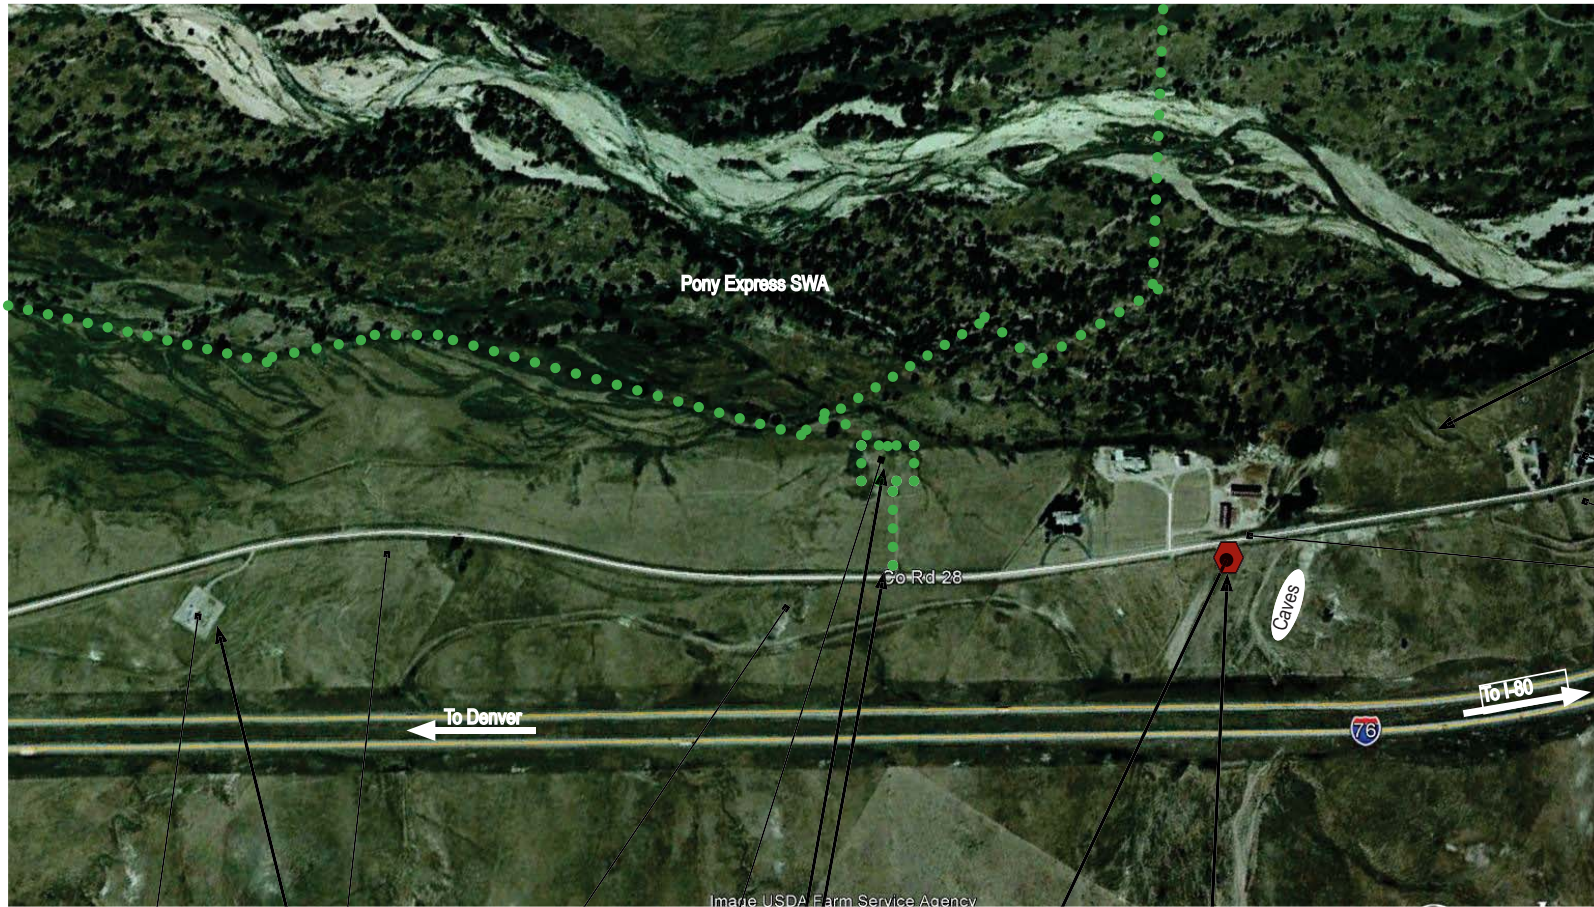 Pony Express SWA
Co Rd 28
Caves
To I-80
To Denver
76
Image USDA Farm Service Agency